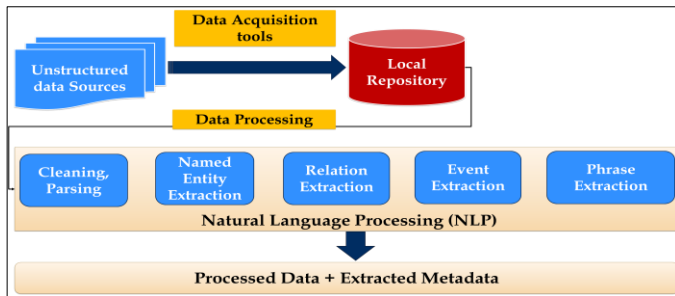 Data Acquisition
tools
Unstructured
data Sources
Local
Repository
Data Processing
Cleaning,
Parsing
Named
Entity
Extraction
Relation
Extraction
Event
Extraction
Phrase
Extraction
Natural Language Processing (NLP)
Processed Data + Extracted Metadata